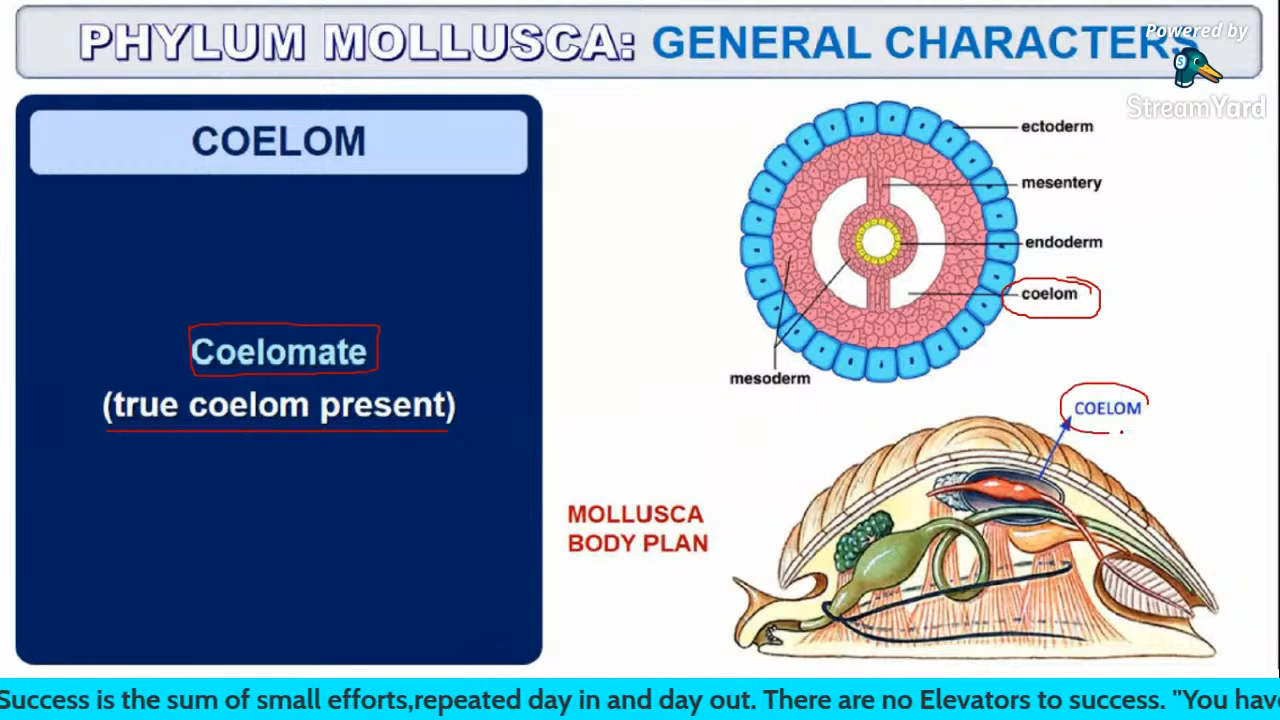 PHYLUM MOLLUSCA: GENERAL CHARACTERS
Powered by
StreamYard
COELOM
Coelomate
(true coelom present)
ectoderm
mesentery
endoderm
coelom
mesoderm
COELOM
MOLLUSCA
BODY PLAN
Success is the sum of small efforts,repeated day in and day out. There are no Elevators to success. "You have